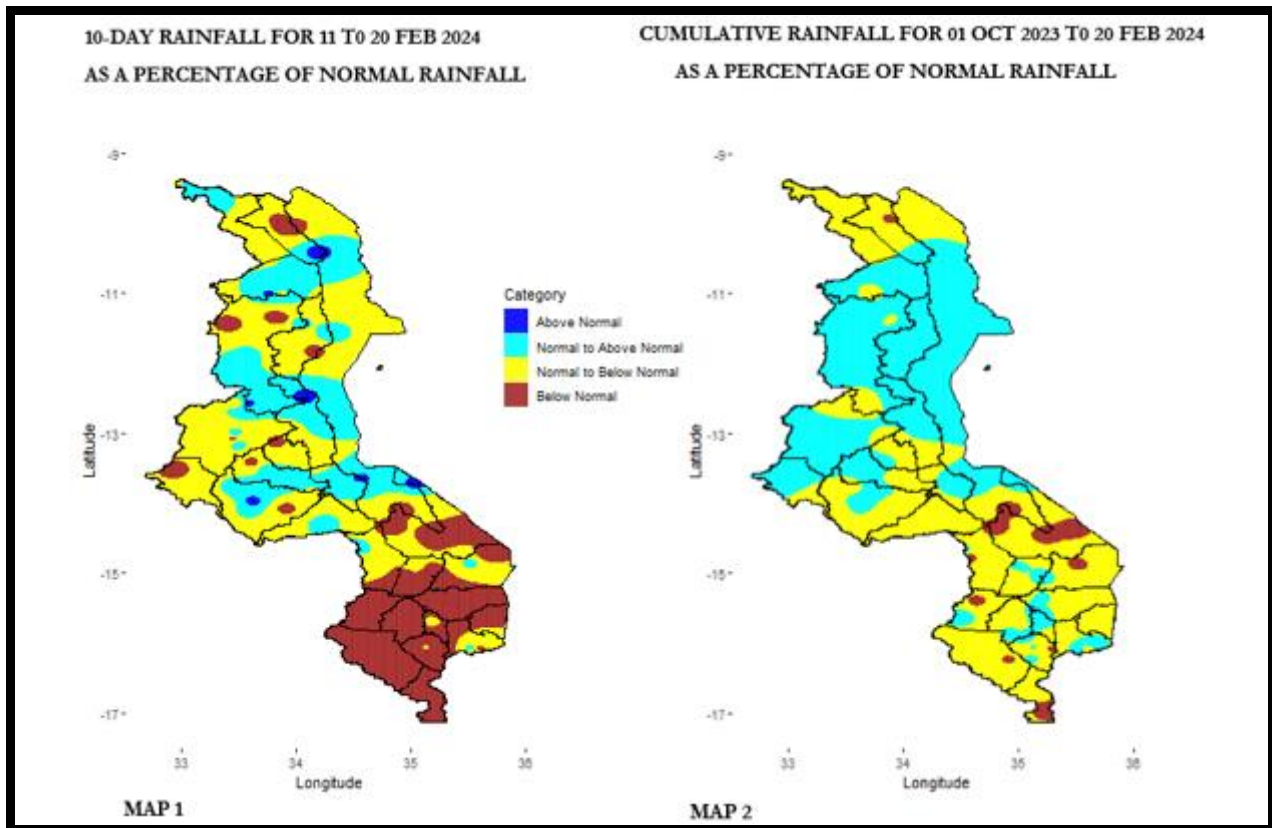 10-DAY RAINFALL FOR 11 T0 20 FEB 2024
AS A PERCENTAGE OF NORMAL RAINFALL
CUMULATIVE RAINFALL FOR 01 OCT 2023 T0 20 FEB 2024
AS A PERCENTAGE OF NORMAL RAINFALL
-9
-11
-13
-15
-17
Latitude
33 34 35 36
Longitude
MAP 1
Category
Above Normal
Normal to Above Normal
Normal to Below Normal
Below Normal
-9
-11
-13
-15
-17
Latitude
33 34 35 36
Longitude
MAP 2